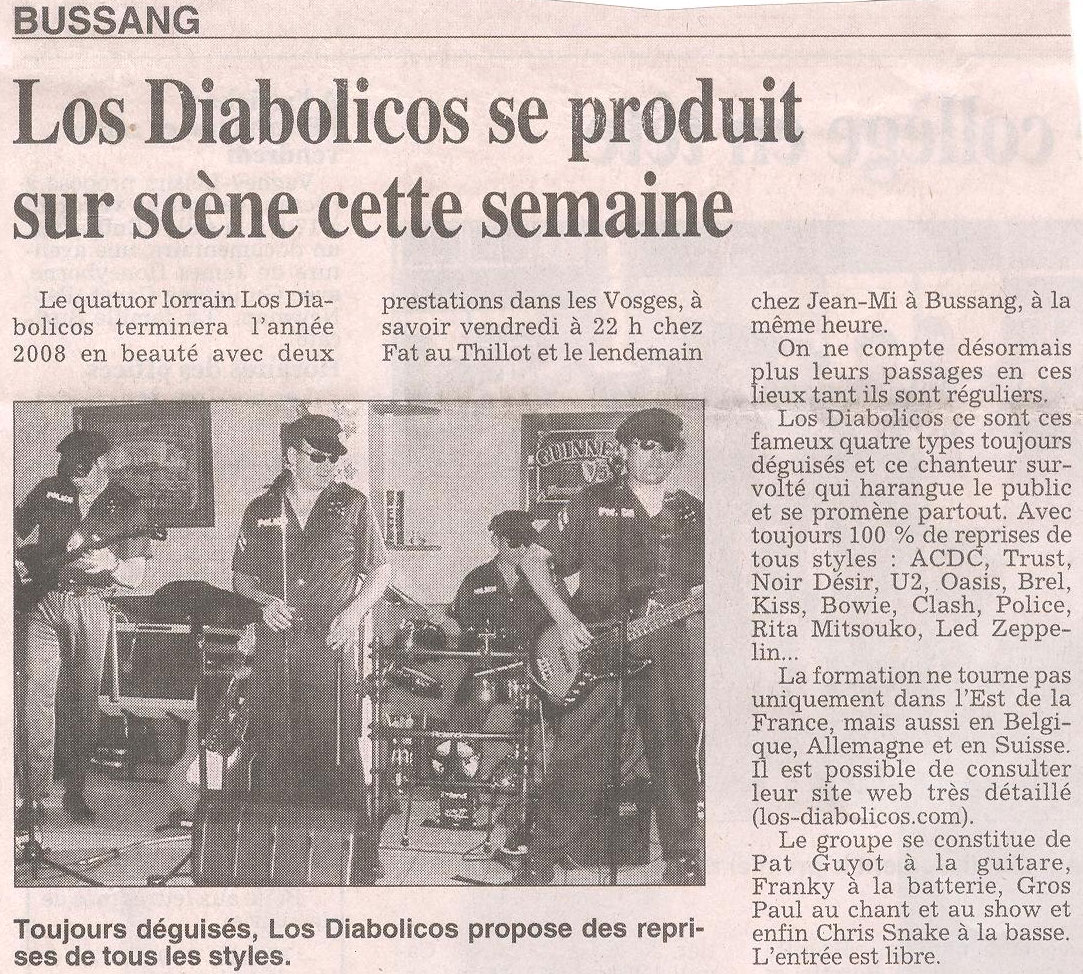 BUSSANG
Los Diabolicos se produit
sur scène cette semaine
Le quatuor lorrain Los Dia-
bolicos terminera l'année
2008 en beauté avec deux
prestations dans les Vosges, à
savoir vendredi à 22 h chez
Fat au Thillot et le lendemain
chez Jean-Mi à Bussang, à la
même heure.
On ne compte désormais
plus leurs passages en ces
lieux tant ils sont réguliers.
Los Diabolicos ce sont ces
fameux quatre types toujours
déguisés et ce chanteur sur-
volté qui harangue le public
et se promène partout. Avec
toujours 100 % de reprises de
tous styles : ACDC, Trust,
Noir Désir, U2, Oasis, Brel,
Kiss, Bowie, Clash, Police,
Rita Mitsouko, Led Zeppe-
lin...
La formation ne tourne pas
uniquement dans l'Est de la
France, mais aussi en Belgi-
que, Allemagne et en Suisse.
Il est possible de consulter
leur site web très détaillé
(los-diabolicos.com).
Le groupe se constitue de
Pat Guyot à la guitare,
Franky à la batterie, Gros
Paul au chant et au show et
enfin Chris Snake à la basse.
L'entrée est libre.
POLICE
GUINNE
Toujours déguisés, Los Diabolicos propose des repri-
ses de tous les styles.